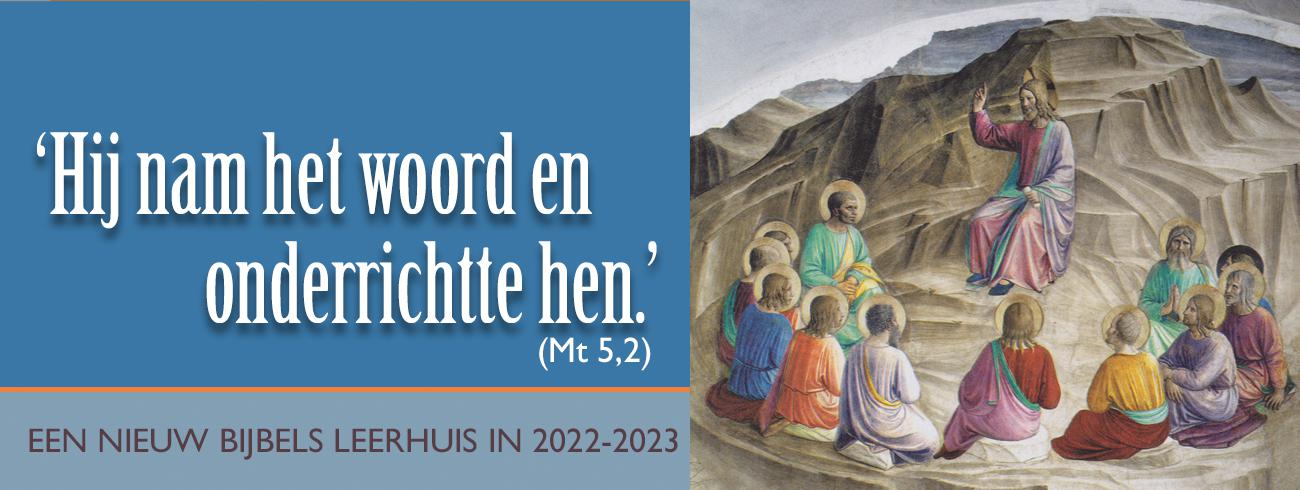 ‘Hij nam het woord en
onderrichtte hen.’
(Mt 5,2)
EEN NIEUW BIJBELS LEERHUIS IN 2022-2023